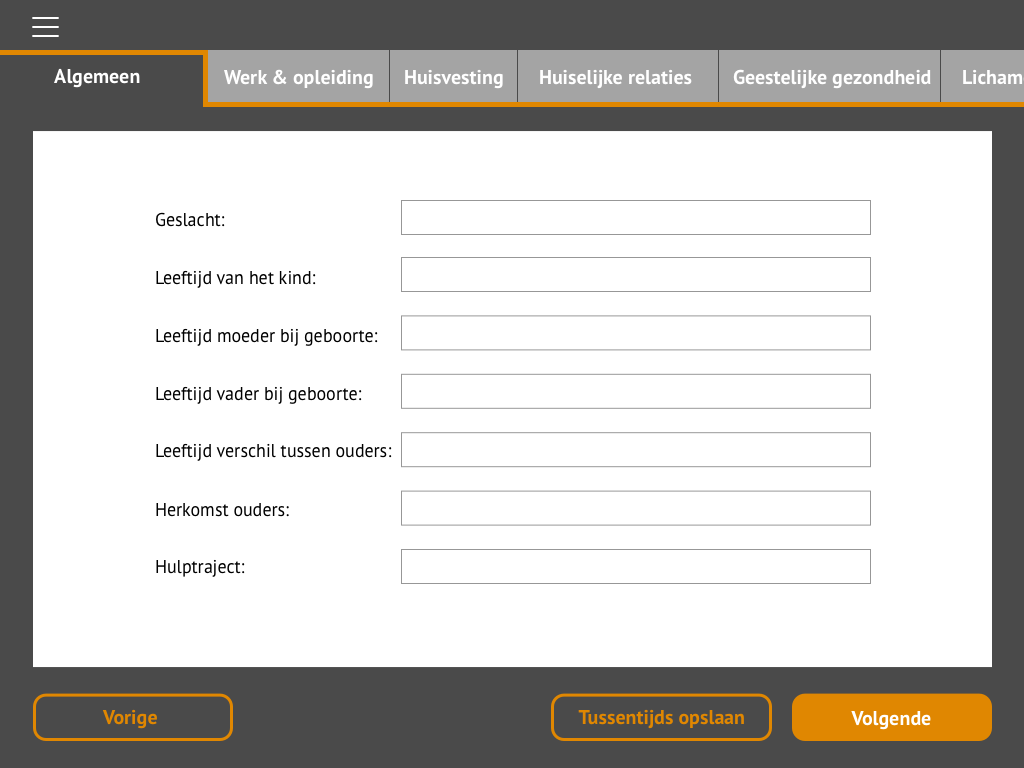 Algemeen
Werk & opleiding
Huisvesting
Huiselijke relaties
Geestelijke gezondheid
Geslacht:
Leeftijd van het kind:
Leeftijd moeder bij geboorte:
Leeftijd vader bij geboorte:
Leeftijd verschil tussen ouders:
Herkomst ouders:
Hulptraject:
Vorige
Tussentijds opslaan
Volgende